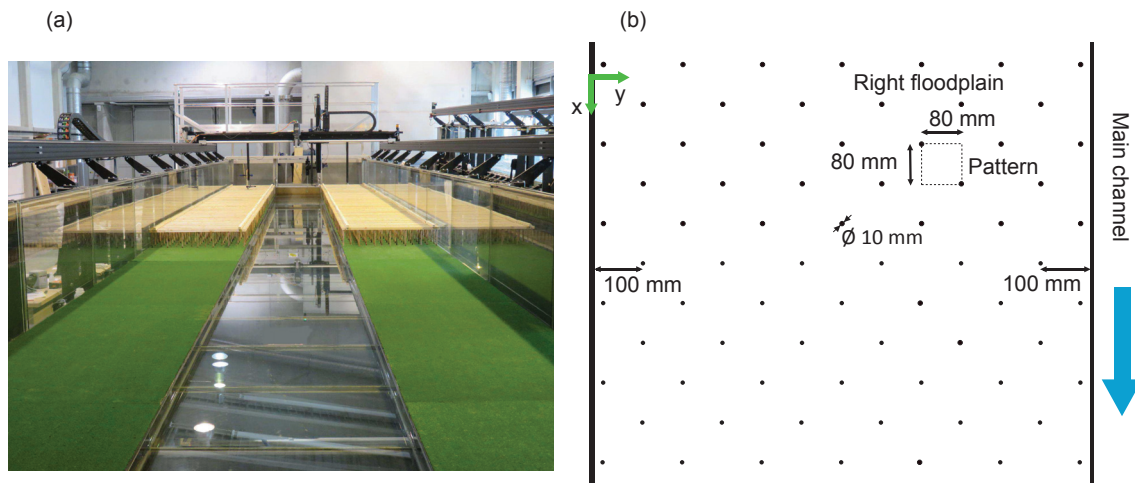 (a)
(b)
Right floodplain
x
y
80 mm
80 mm
Pattern
Ø 10 mm
100 mm
100 mm
Main channel